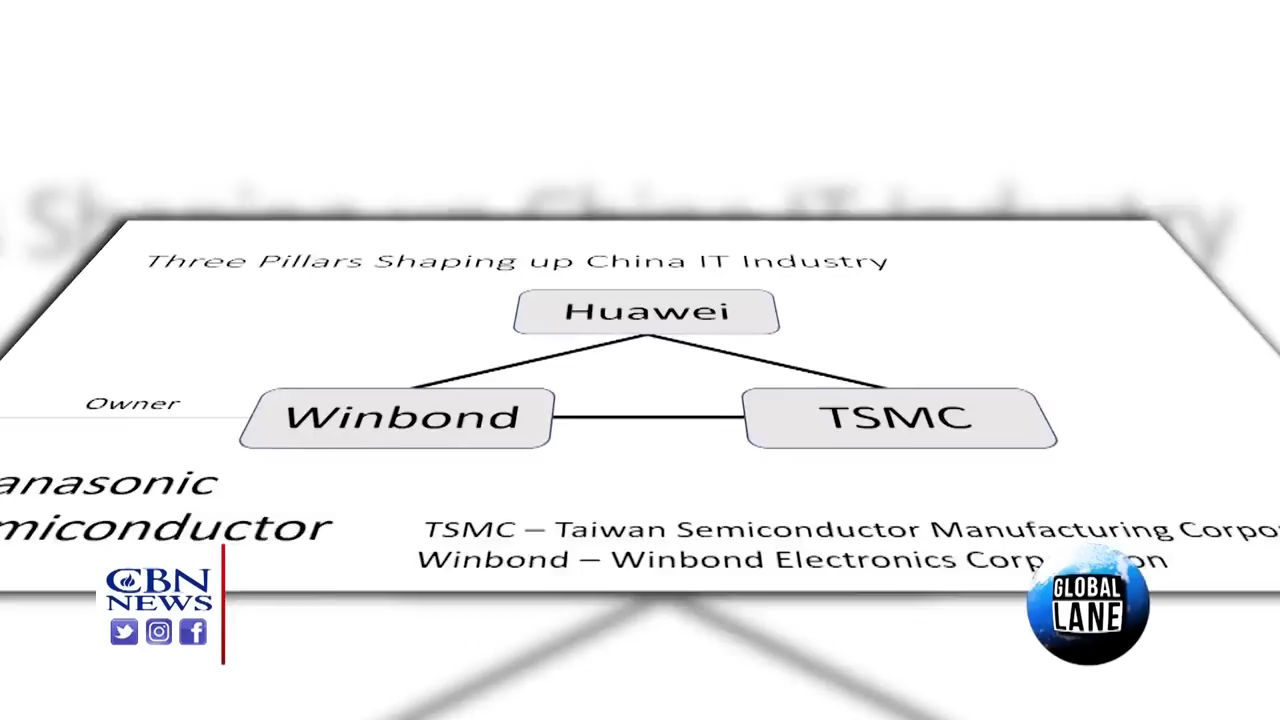 Three Pillars Shaping up China IT Industry
Huawei
Owner
Winbond
TSMC
anasonic
miconductor
TSMC – Taiwan Semiconductor Manufacturing Corpo
Winbond – Winbond Electronics Corp on
CBN
NEWS
GLOBAL
LANE